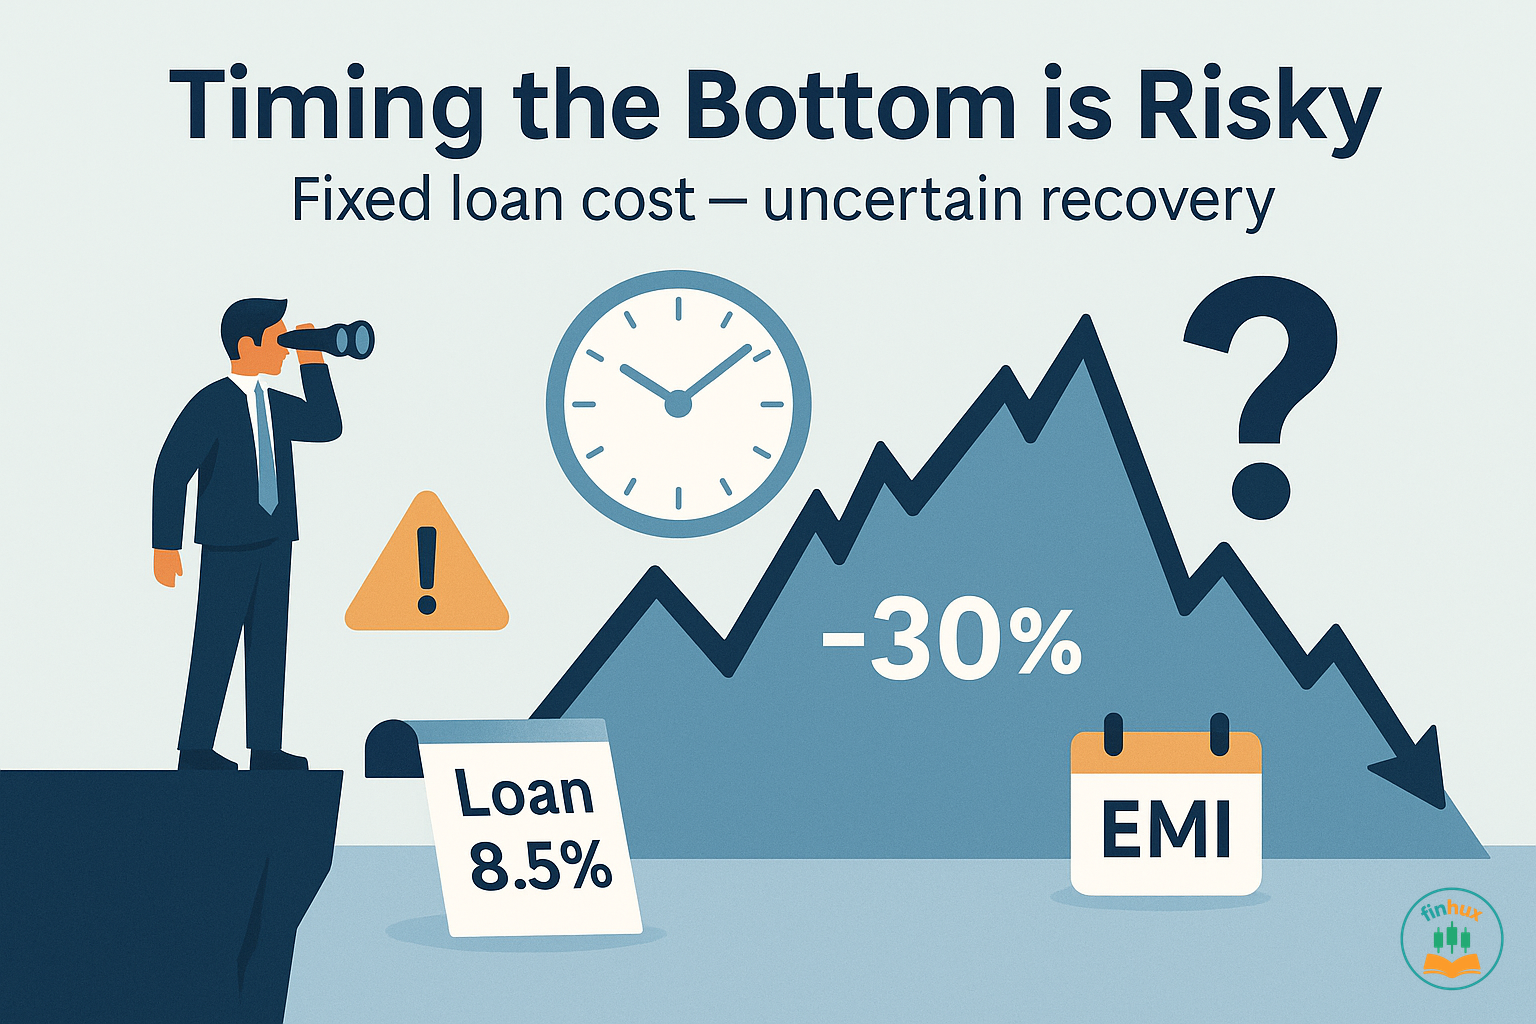 Timing the Bottom is Risky
Fixed loan cost — uncertain recovery
-30%
Loan
8.5%
EMI
finhux